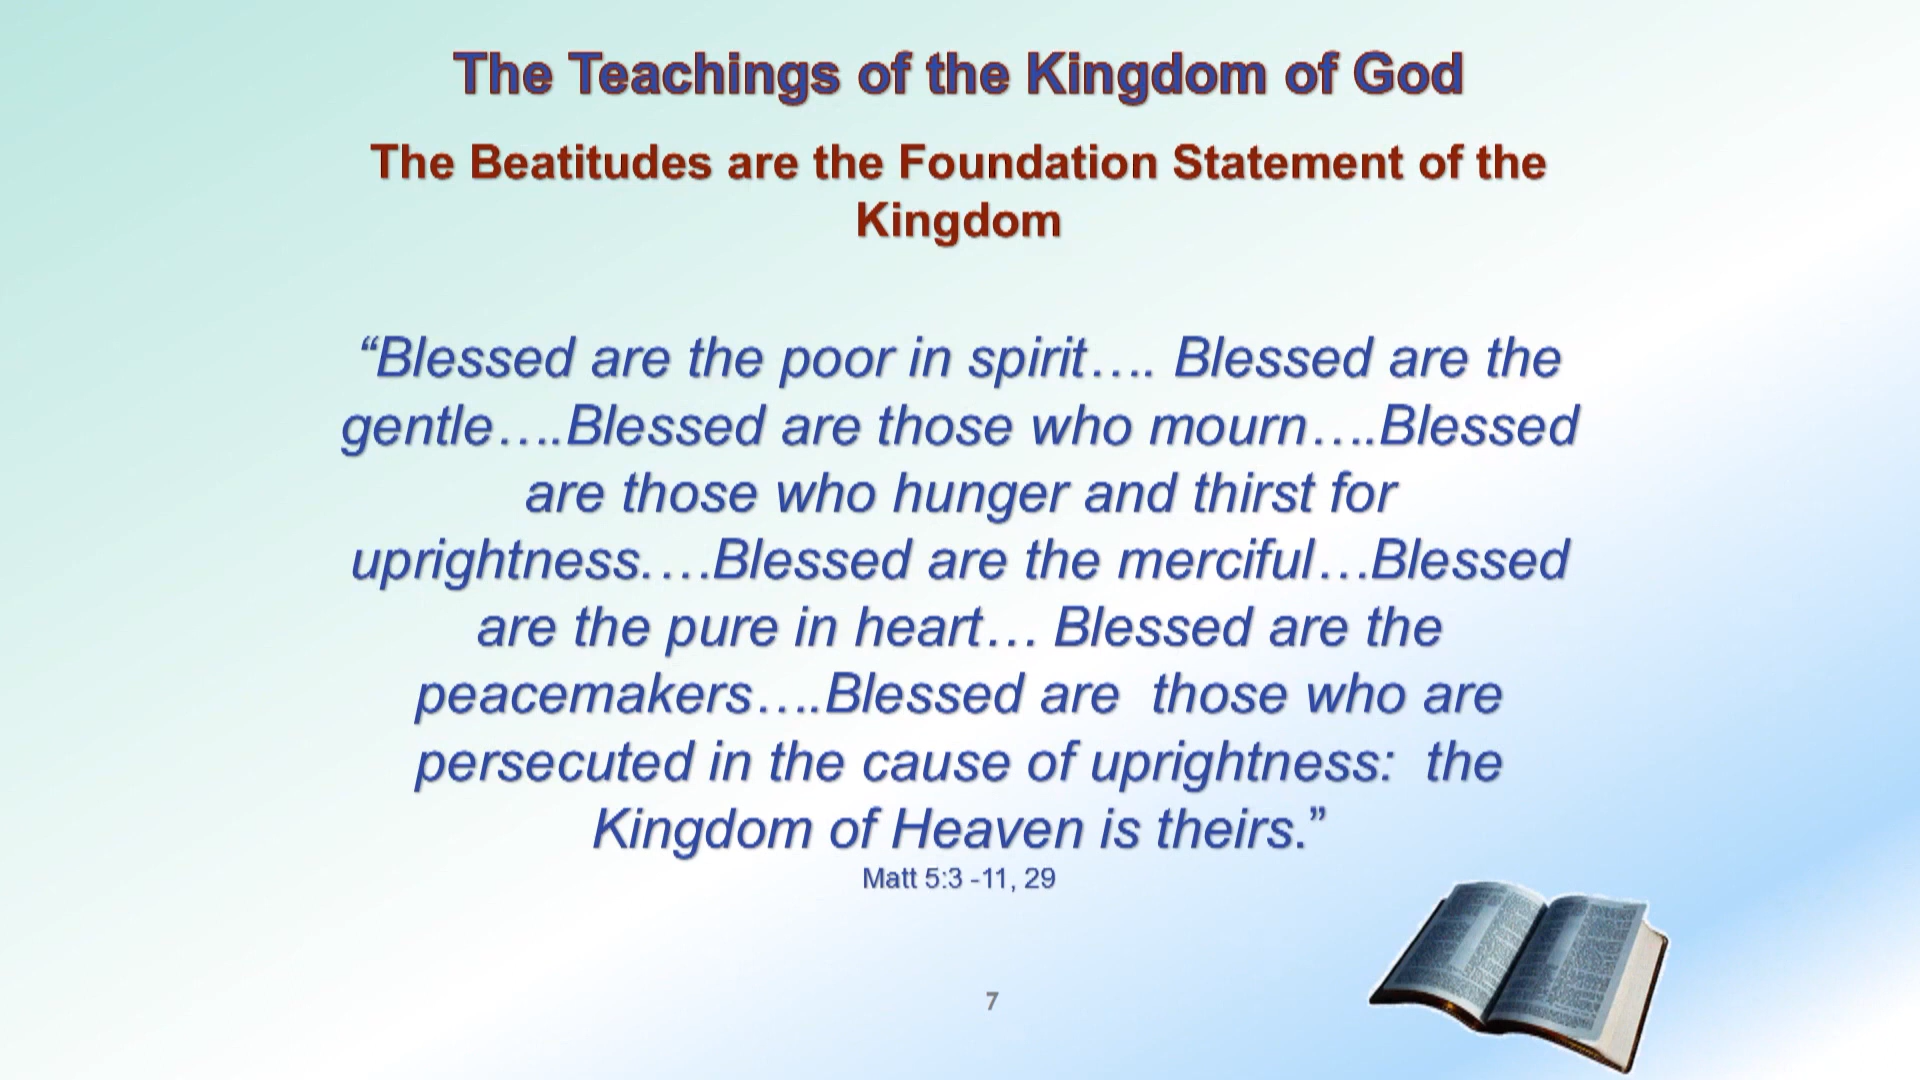 The Teachings of the Kingdom of God
The Beatitudes are the Foundation Statement of the
Kingdom
“Blessed are the poor in spirit…. Blessed are the
gentle….Blessed are those who mourn….Blessed
are those who hunger and thirst for
uprightness….Blessed are the merciful…Blessed
are the pure in heart… Blessed are the
peacemakers….Blessed are  those who are
persecuted in the cause of uprightness:  the
Kingdom of Heaven is theirs.”
Matt 5:3 -11, 29
7